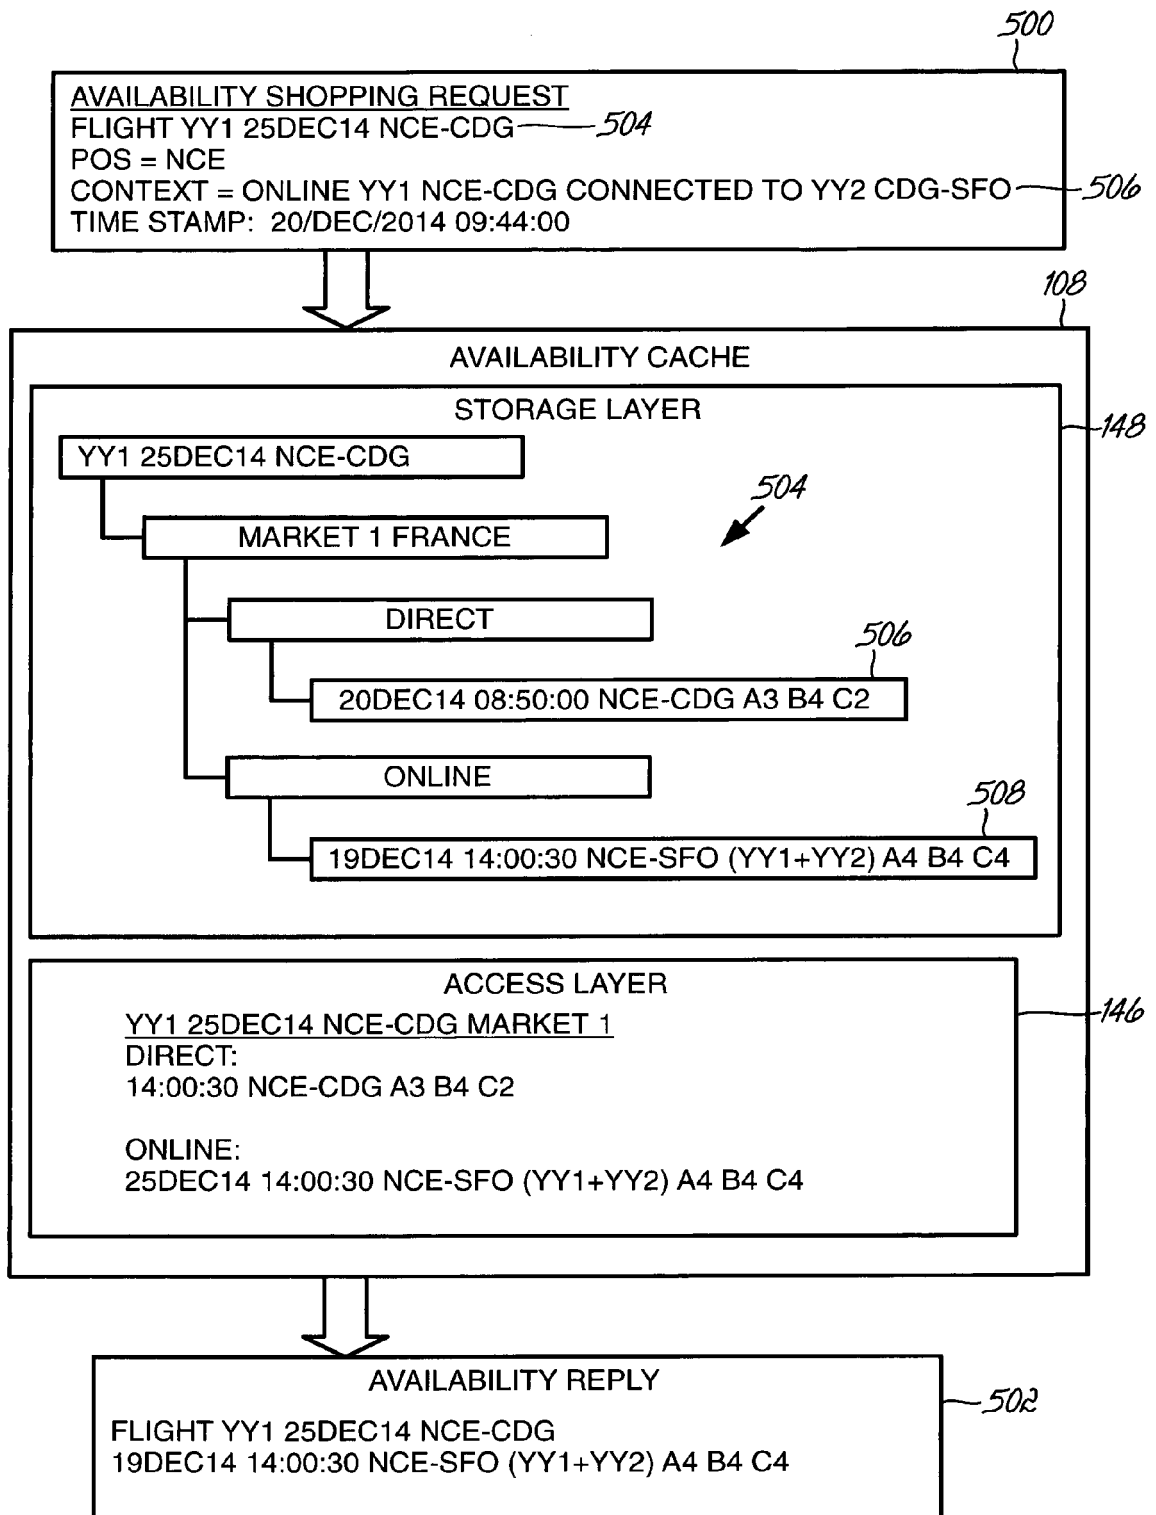 500
AVAILABILITY SHOPPING REQUEST
FLIGHT YY1 25DEC14 NCE-CDG 504
POS = NCE
CONTEXT = ONLINE YY1 NCE-CDG CONNECTED TO YY2 CDG-SFO 506
TIME STAMP: 20/DEC/2014 09:44:00
108
AVAILABILITY CACHE
STORAGE LAYER
148
YY1 25DEC14 NCE-CDG
504
MARKET 1 FRANCE
DIRECT
506
20DEC14 08:50:00 NCE-CDG A3 B4 C2
ONLINE
508
19DEC14 14:00:30 NCE-SFO (YY1+YY2) A4 B4 C4
ACCESS LAYER
146
YY1 25DEC14 NCE-CDG MARKET 1
DIRECT:
14:00:30 NCE-CDG A3 B4 C2
ONLINE:
25DEC14 14:00:30 NCE-SFO (YY1+YY2) A4 B4 C4
AVAILABILITY REPLY
502
FLIGHT YY1 25DEC14 NCE-CDG
19DEC14 14:00:30 NCE-SFO (YY1+YY2) A4 B4 C4